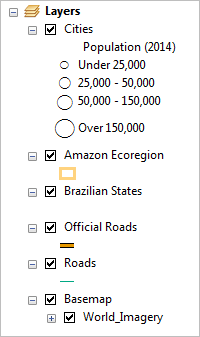 Layers
Cities
Population (2014)
Under 25,000
25,000 - 50,000
50,000 - 150,000
Over 150,000
Amazon Ecoregion
Brazilian States
Official Roads
Roads
Basemap
World_Imagery